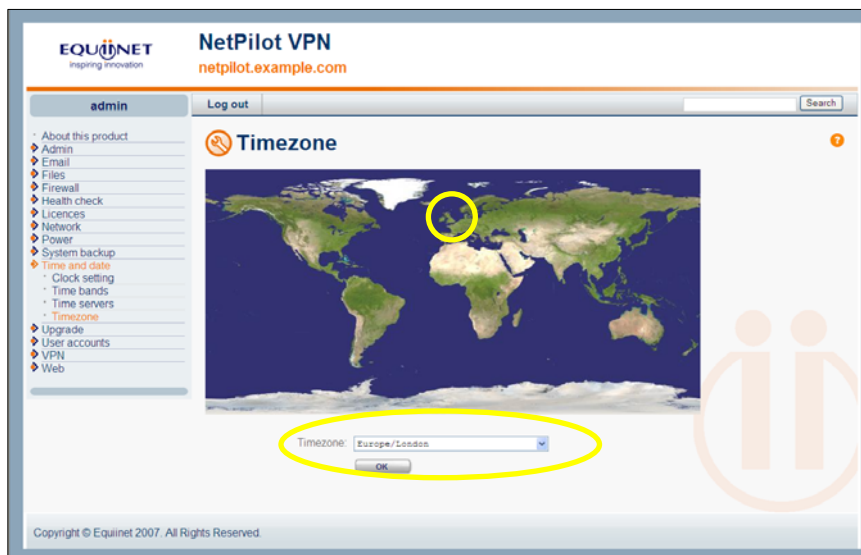 EQUIINET
inspiring innovation
NetPilot VPN
netpilot.example.com
admin
Log out
Search
About this product
Admin
Email
Files
Firewall
Health check
Licences
Network
Power
System backup
Time and date
Clock setting
Time bands
Time servers
Timezone
Upgrade
User accounts
VPN
Web
Timezone
?
Timezone: Europe/London
OK
Copyright © Equiinet 2007. All Rights Reserved.